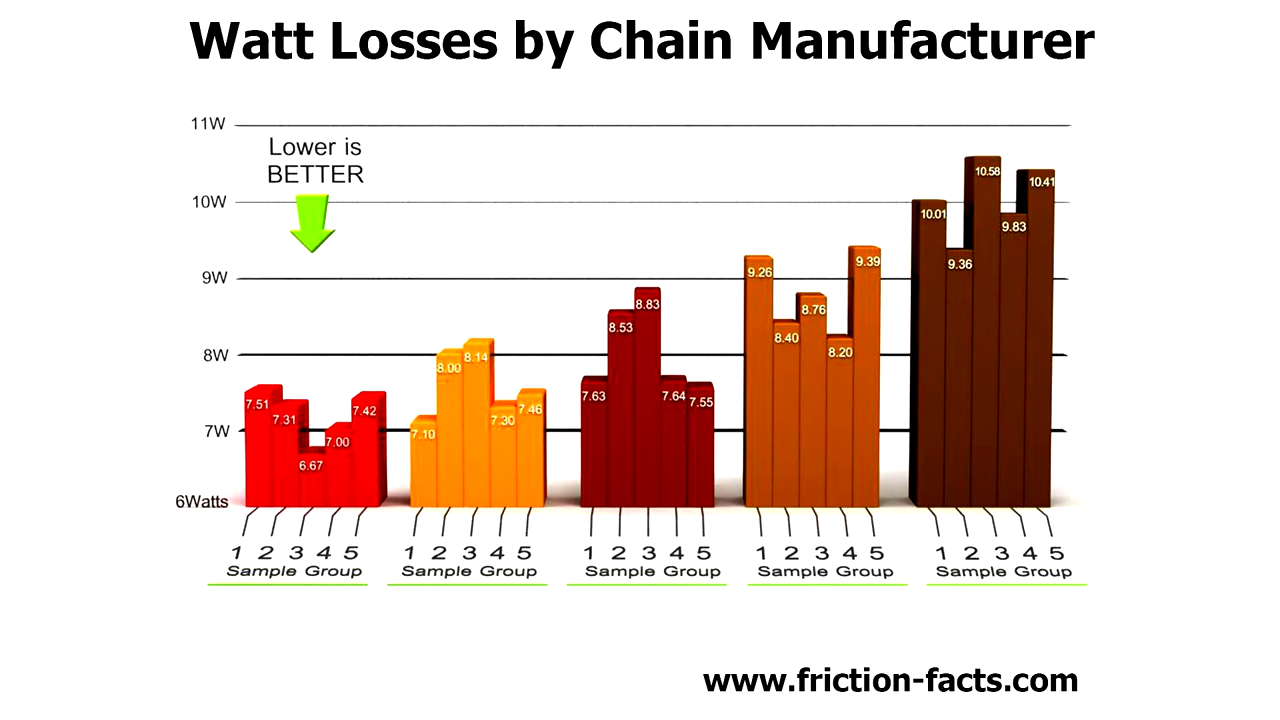 Watt Losses by Chain Manufacturer
11W
Lower is
BETTER
10W
9W
8W
7W
6Watts
7.51
7.31
6.67
7.00
7.42
7.10
8.00
8.14
7.30
7.46
7.63
8.53
8.83
7.64
7.55
9.26
8.40
8.76
8.20
9.39
10.01
9.36
10.58
9.83
10.41
1 2 3 4 5
Sample Group
1 2 3 4 5
Sample Group
1 2 3 4 5
Sample Group
1 2 3 4 5
Sample Group
1 2 3 4 5
Sample Group
www.friction-facts.com